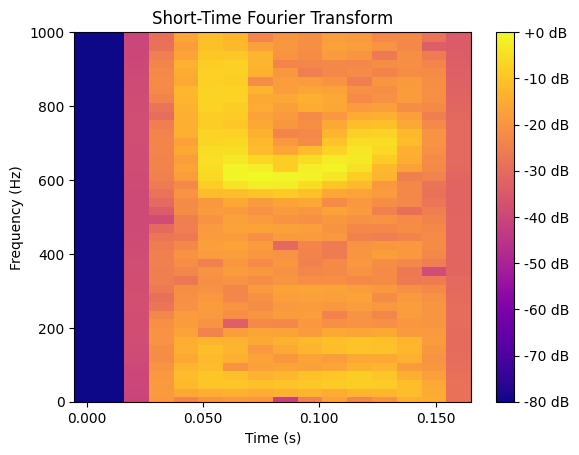 Short-Time Fourier Transform
1000
800
600
400
200
0
Frequency (Hz)
0.000
0.050
0.100
0.150
Time (s)
+0 dB
-10 dB
-20 dB
-30 dB
-40 dB
-50 dB
-60 dB
-70 dB
-80 dB